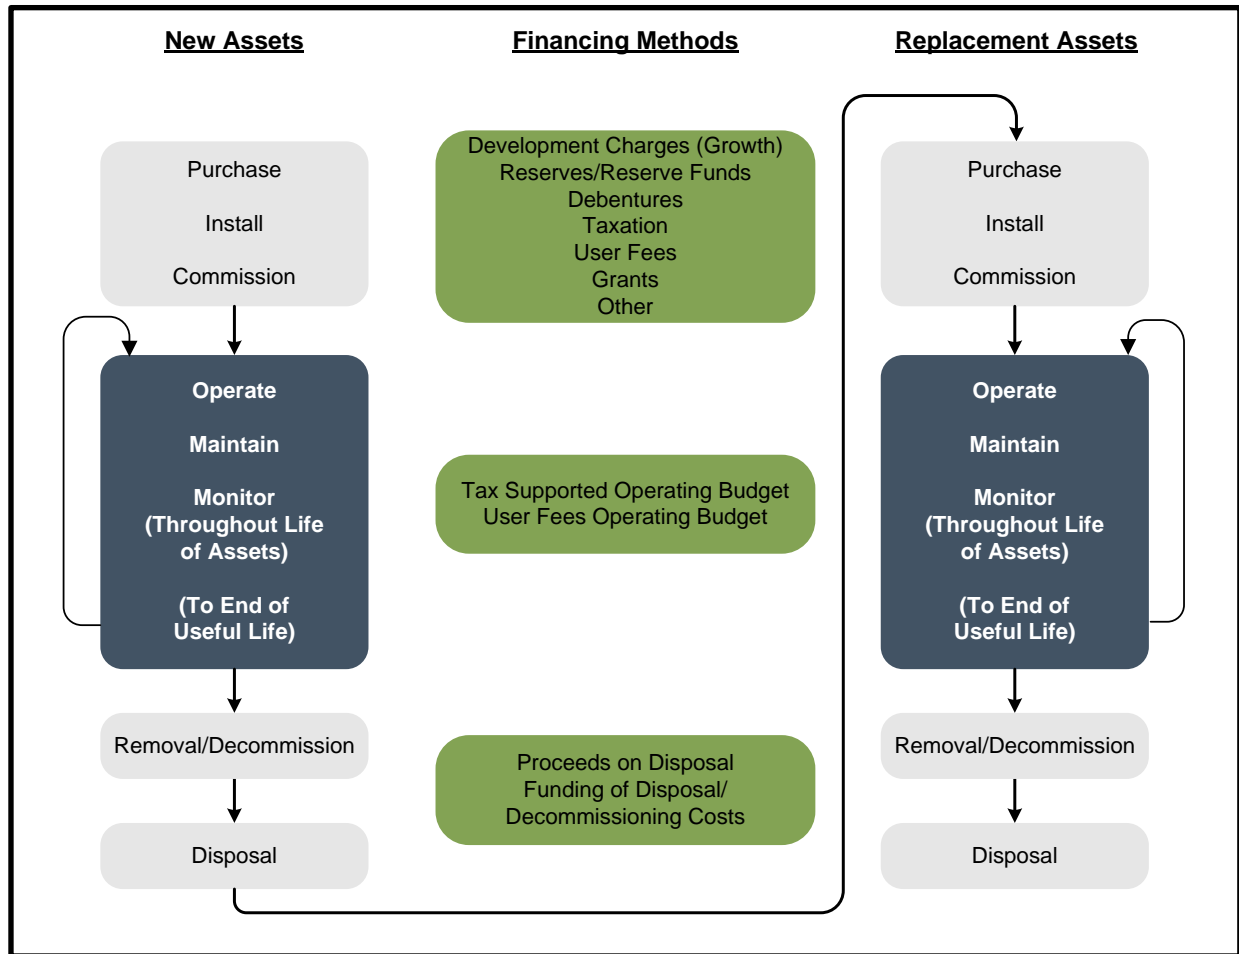 New Assets
Financing Methods
Replacement Assets
Purchase
Install
Commission
Development Charges (Growth)
Reserves/Reserve Funds
Debentures
Taxation
User Fees
Grants
Other
Purchase
Install
Commission
Operate
Maintain
Monitor
(Throughout Life
of Assets)
(To End of
Useful Life)
Tax Supported Operating Budget
User Fees Operating Budget
Operate
Maintain
Monitor
(Throughout Life
of Assets)
(To End of
Useful Life)
Removal/Decommission
Proceeds on Disposal
Funding of Disposal/
Decommissioning Costs
Removal/Decommission
Disposal
Disposal